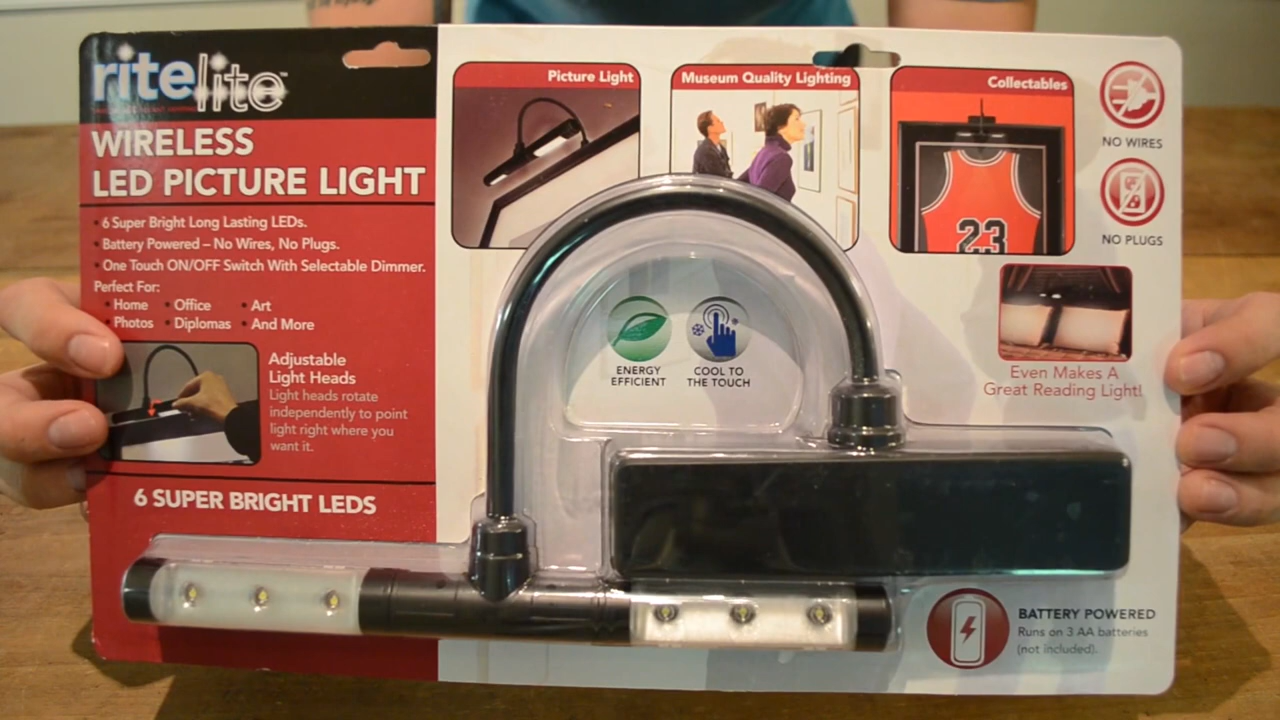 ritelite™
WIRELESS
LED PICTURE LIGHT
• 6 Super Bright Long Lasting LEDs.
• Battery Powered – No Wires, No Plugs.
• One Touch ON/OFF Switch With Selectable Dimmer.
Perfect For:
• Home • Office • Art
• Photos • Diplomas • And More
Adjustable
Light Heads
Light heads rotate
independently to point
light right where you
want it.
6 SUPER BRIGHT LEDS
Picture Light
Museum Quality Lighting
Collectables
23
NO WIRES
NO PLUGS
ENERGY
EFFICIENT
COOL TO
THE TOUCH
Even Makes A
Great Reading Light!
BATTERY POWERED
Runs on 3 AA batteries
(not included).